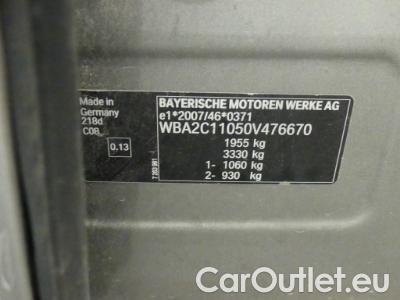 Made in
Germany
218d
C08
0.13
BAYERISCHE MOTOREN WERKE AG
e1*2007/46*0371
WBA2C11050V476670
1955 kg
3330 kg
1- 1060 kg
2- 930 kg
CarOutlet.eu